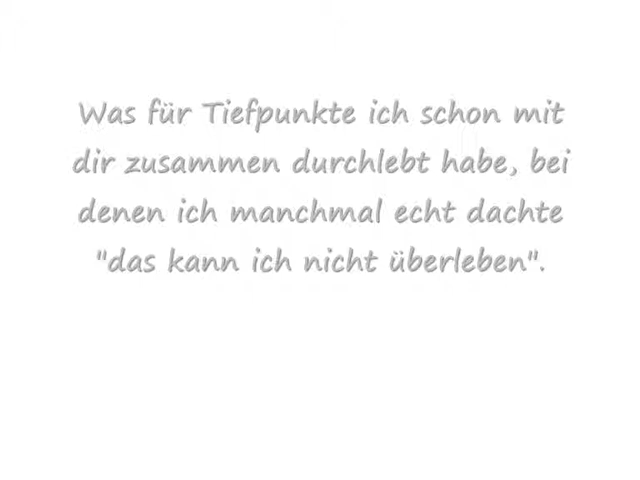 Was für Tiefpunkte ich schon mit
dir zusammen durchlebt habe, bei
denen ich manchmal echt dachte
"das kann ich nicht überleben".